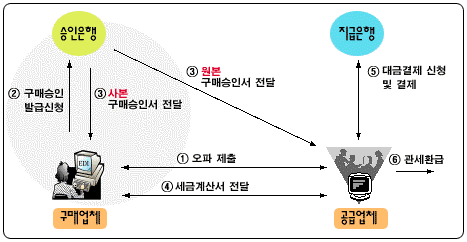 승인은행
지급은행
② 구매승인
발급신청
③ 사본
구매승인서 전달
③ 원본
구매승인서 전달
⑤ 대금결제 신청
및 결제
① 오파 제출
⑥ 관세환급
④ 세금계산서 전달
EDI
구매업체
공급업체